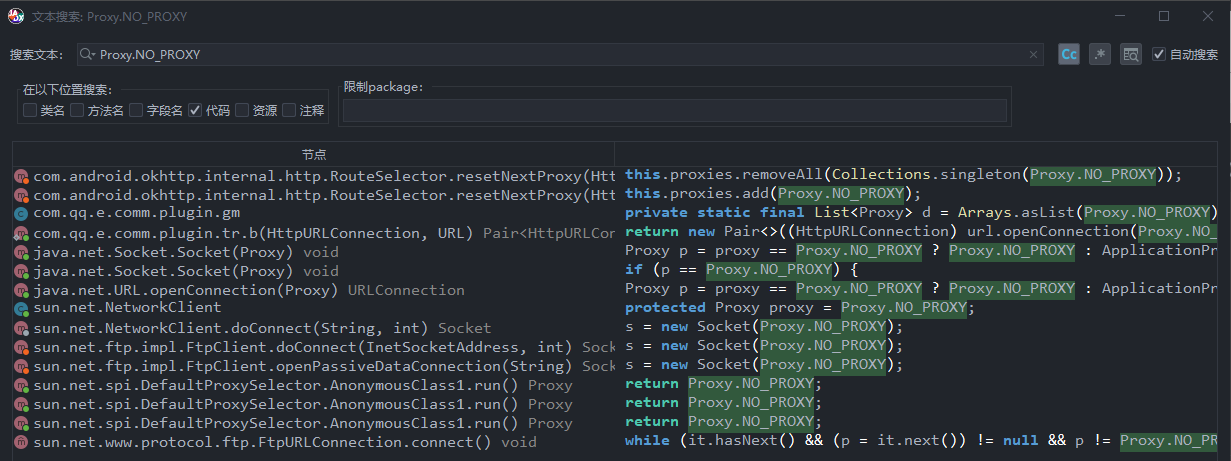 文本搜索: Proxy.NO_PROXY
搜索文本: Proxy.NO_PROXY Cc .* 自动搜索
在以下位置搜索: 限制package:
类名 方法名 字段名 代码 资源 注释
节点
com.android.okhttp.internal.http.RouteSelector.resetNextProxy(Htt this.proxies.removeAll(Collections.singleton(Proxy.NO_PROXY));
com.android.okhttp.internal.http.RouteSelector.resetNextProxy(Htt this.proxies.add(Proxy.NO_PROXY);
com.qq.e.comm.plugin.gm private static final List<Proxy> d = Arrays.asList(Proxy.NO_PROXY)
com.qq.e.comm.plugin.tr.b(HttpURLConnection, URL) Pair<HttpURLCon return new Pair<>((HttpURLConnection) url.openConnection(Proxy.NO_
java.net.Socket.Socket(Proxy) void Proxy p = proxy == Proxy.NO_PROXY ? Proxy.NO_PROXY : ApplicationPr
java.net.Socket.Socket(Proxy) void if (p == Proxy.NO_PROXY) {
java.net.URL.openConnection(Proxy) URLConnection Proxy p = proxy == Proxy.NO_PROXY ? Proxy.NO_PROXY : ApplicationPr
sun.net.NetworkClient protected Proxy proxy = Proxy.NO_PROXY;
sun.net.NetworkClient.doConnect(String, int) Socket s = new Socket(Proxy.NO_PROXY);
sun.net.ftp.impl.FtpClient.doConnect(InetSocketAddress, int) Sock s = new Socket(Proxy.NO_PROXY);
sun.net.ftp.impl.FtpClient.openPassiveDataConnection(String) Sock s = new Socket(Proxy.NO_PROXY);
sun.net.spi.DefaultProxySelector.AnonymousClass1.run() Proxy return Proxy.NO_PROXY;
sun.net.spi.DefaultProxySelector.AnonymousClass1.run() Proxy return Proxy.NO_PROXY;
sun.net.spi.DefaultProxySelector.AnonymousClass1.run() Proxy return Proxy.NO_PROXY;
sun.net.www.protocol.ftp.FtpURLConnection.connect() void while (it.hasNext() && (p = it.next()) != null && p != Proxy.NO_PR